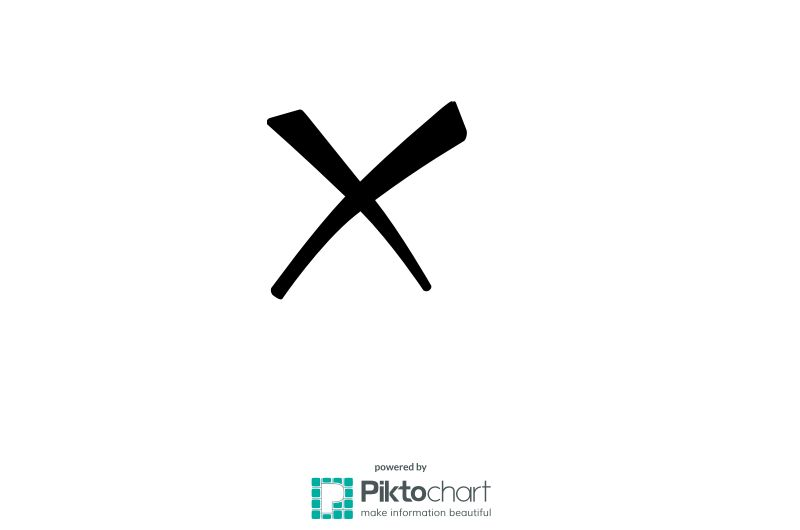 powered by
Piktochart
make information beautiful